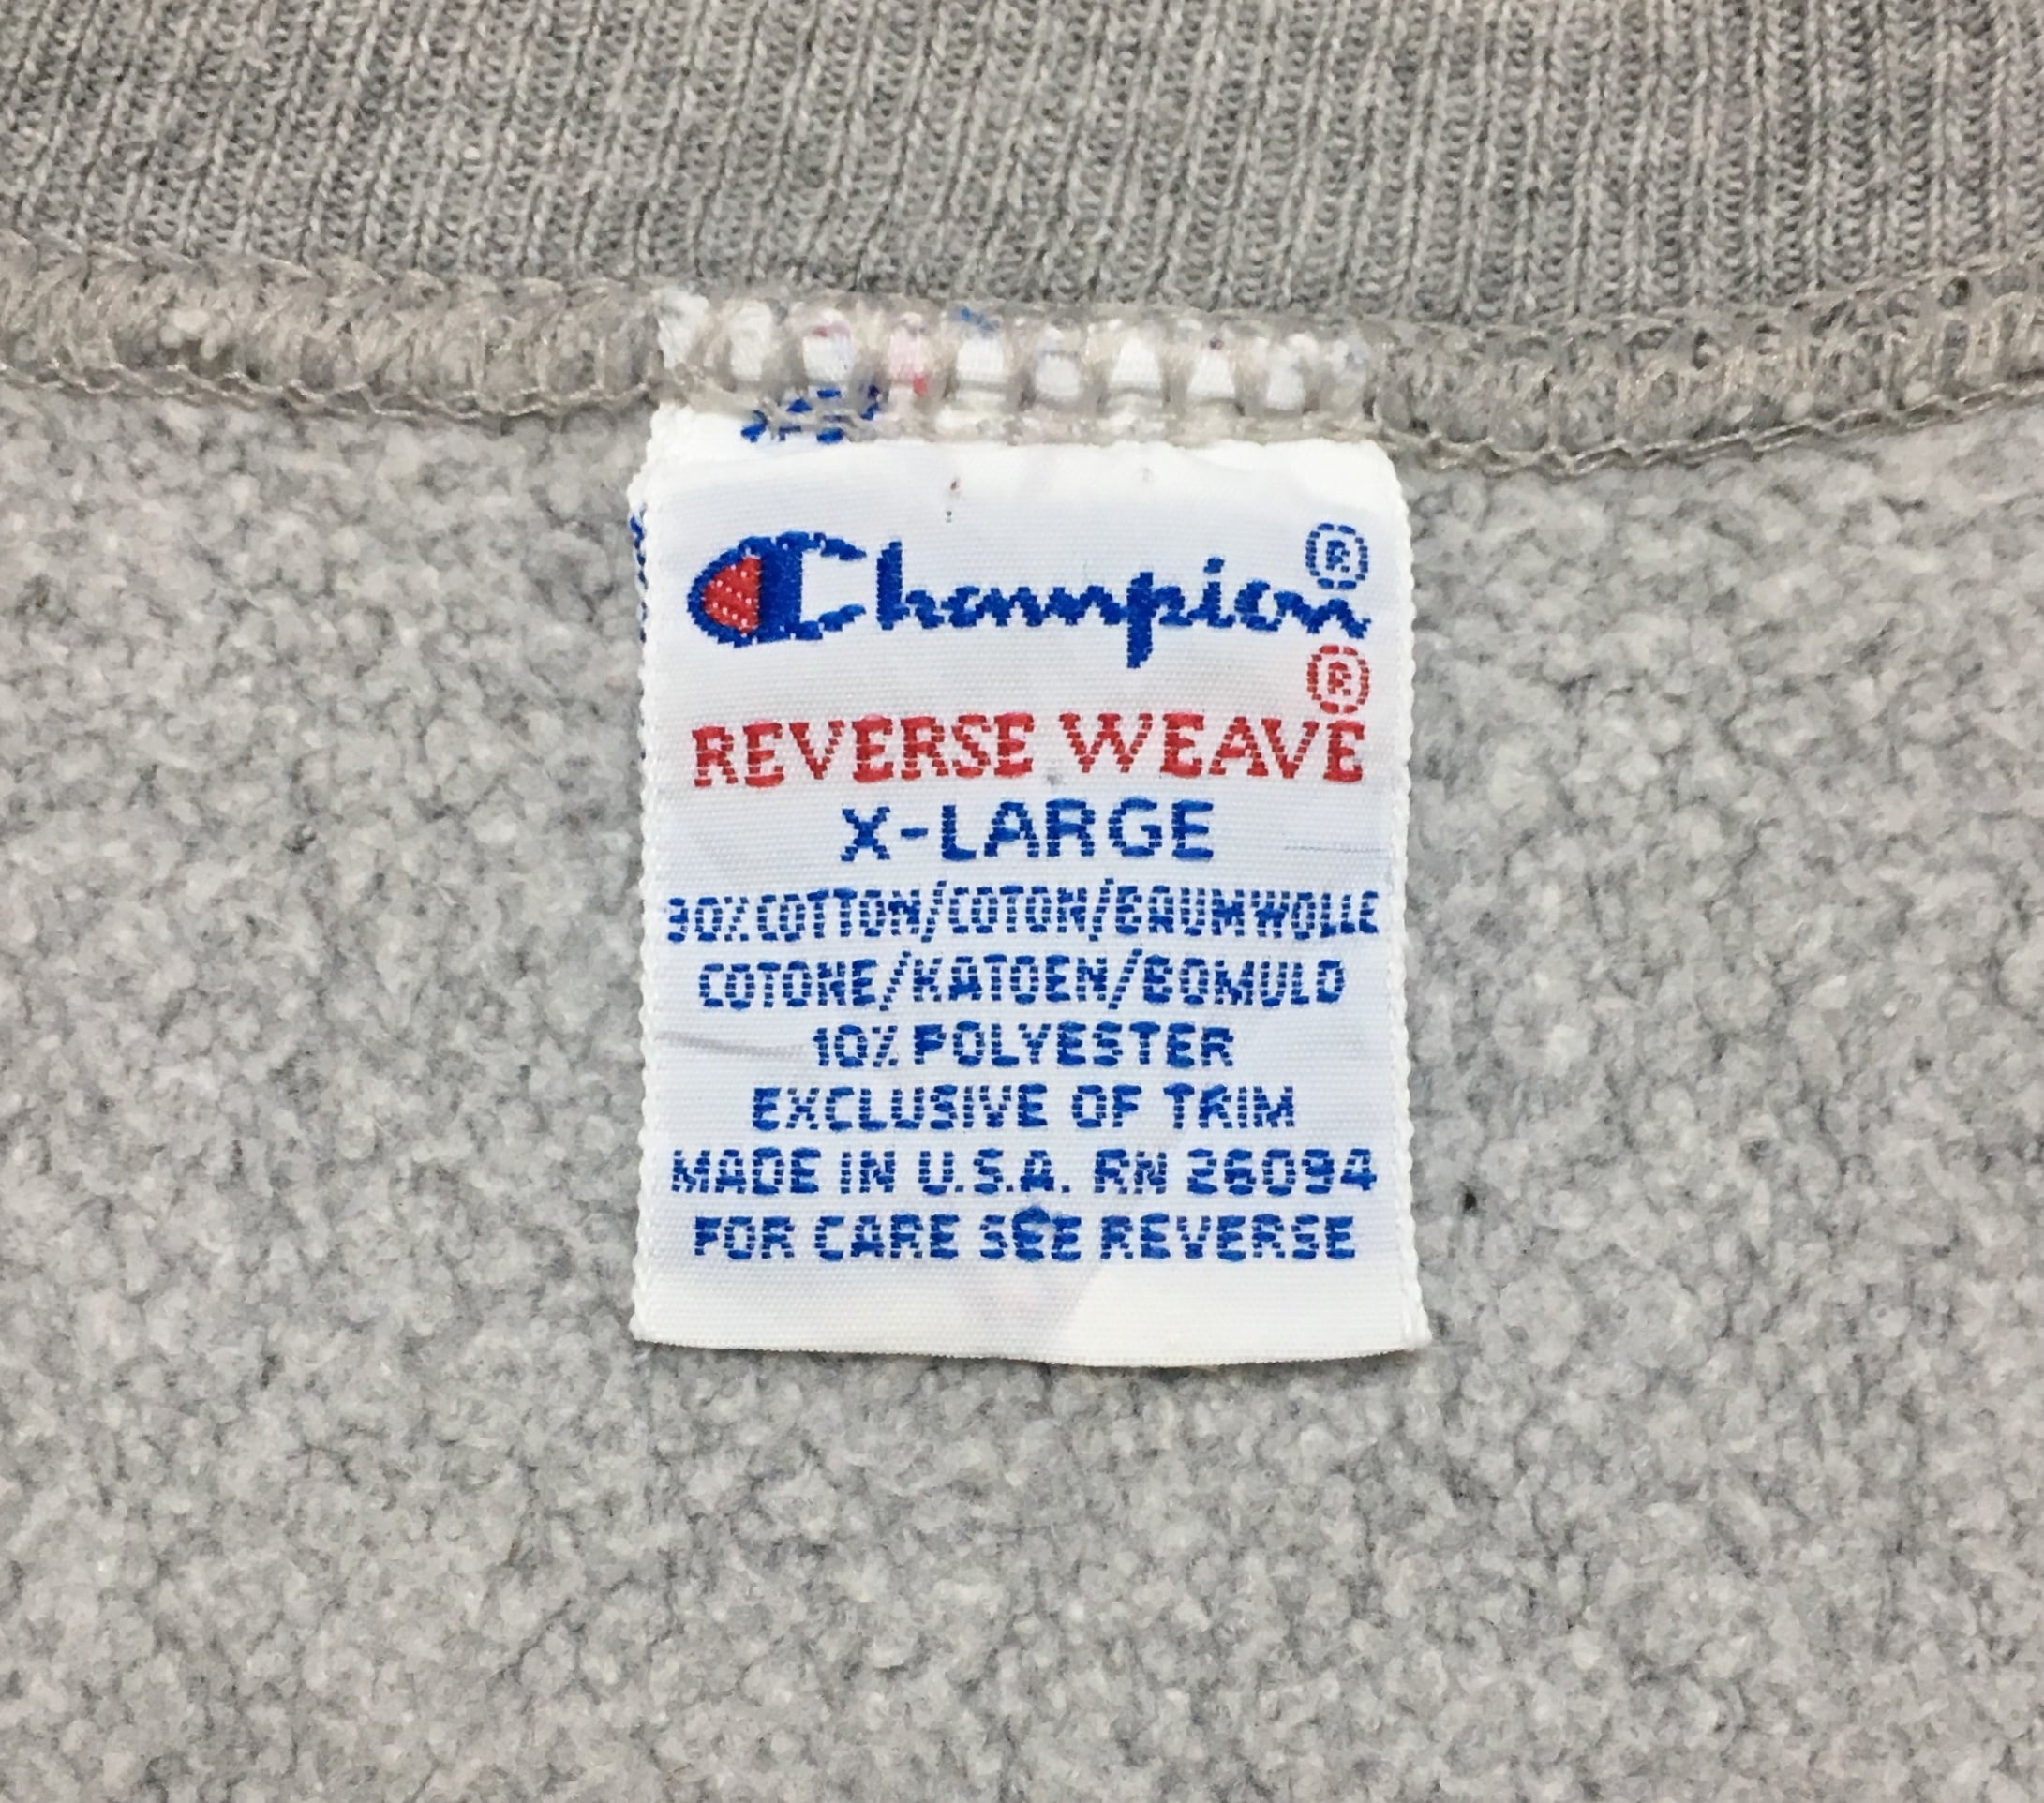 Champion®
REVERSE WEAVE®
X-LARGE
90% COTTON/COTON/BAUMWOLLE
COTONE/KATOEN/BOMULD
10% POLYESTER
EXCLUSIVE OF TRIM
MADE IN U.S.A. RN 26094
FOR CARE SEE REVERSE